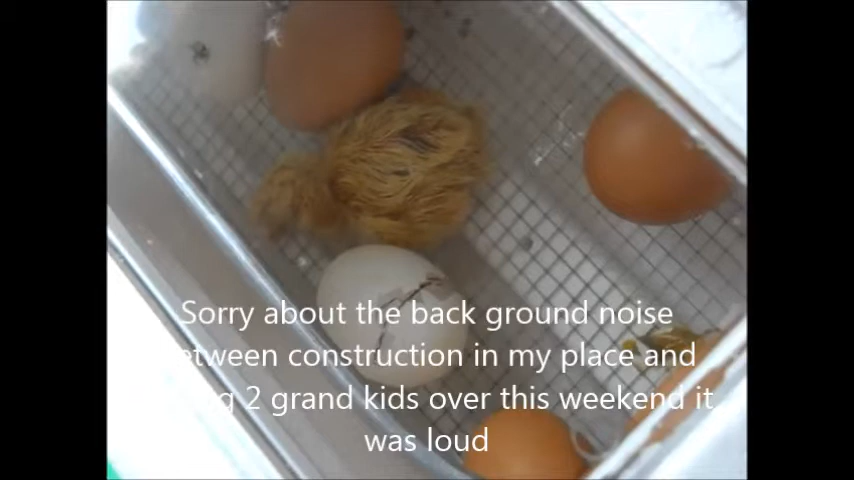 Sorry about the back ground noise
etween construction in my place and
g 2 grand kids over this weekend it
was loud